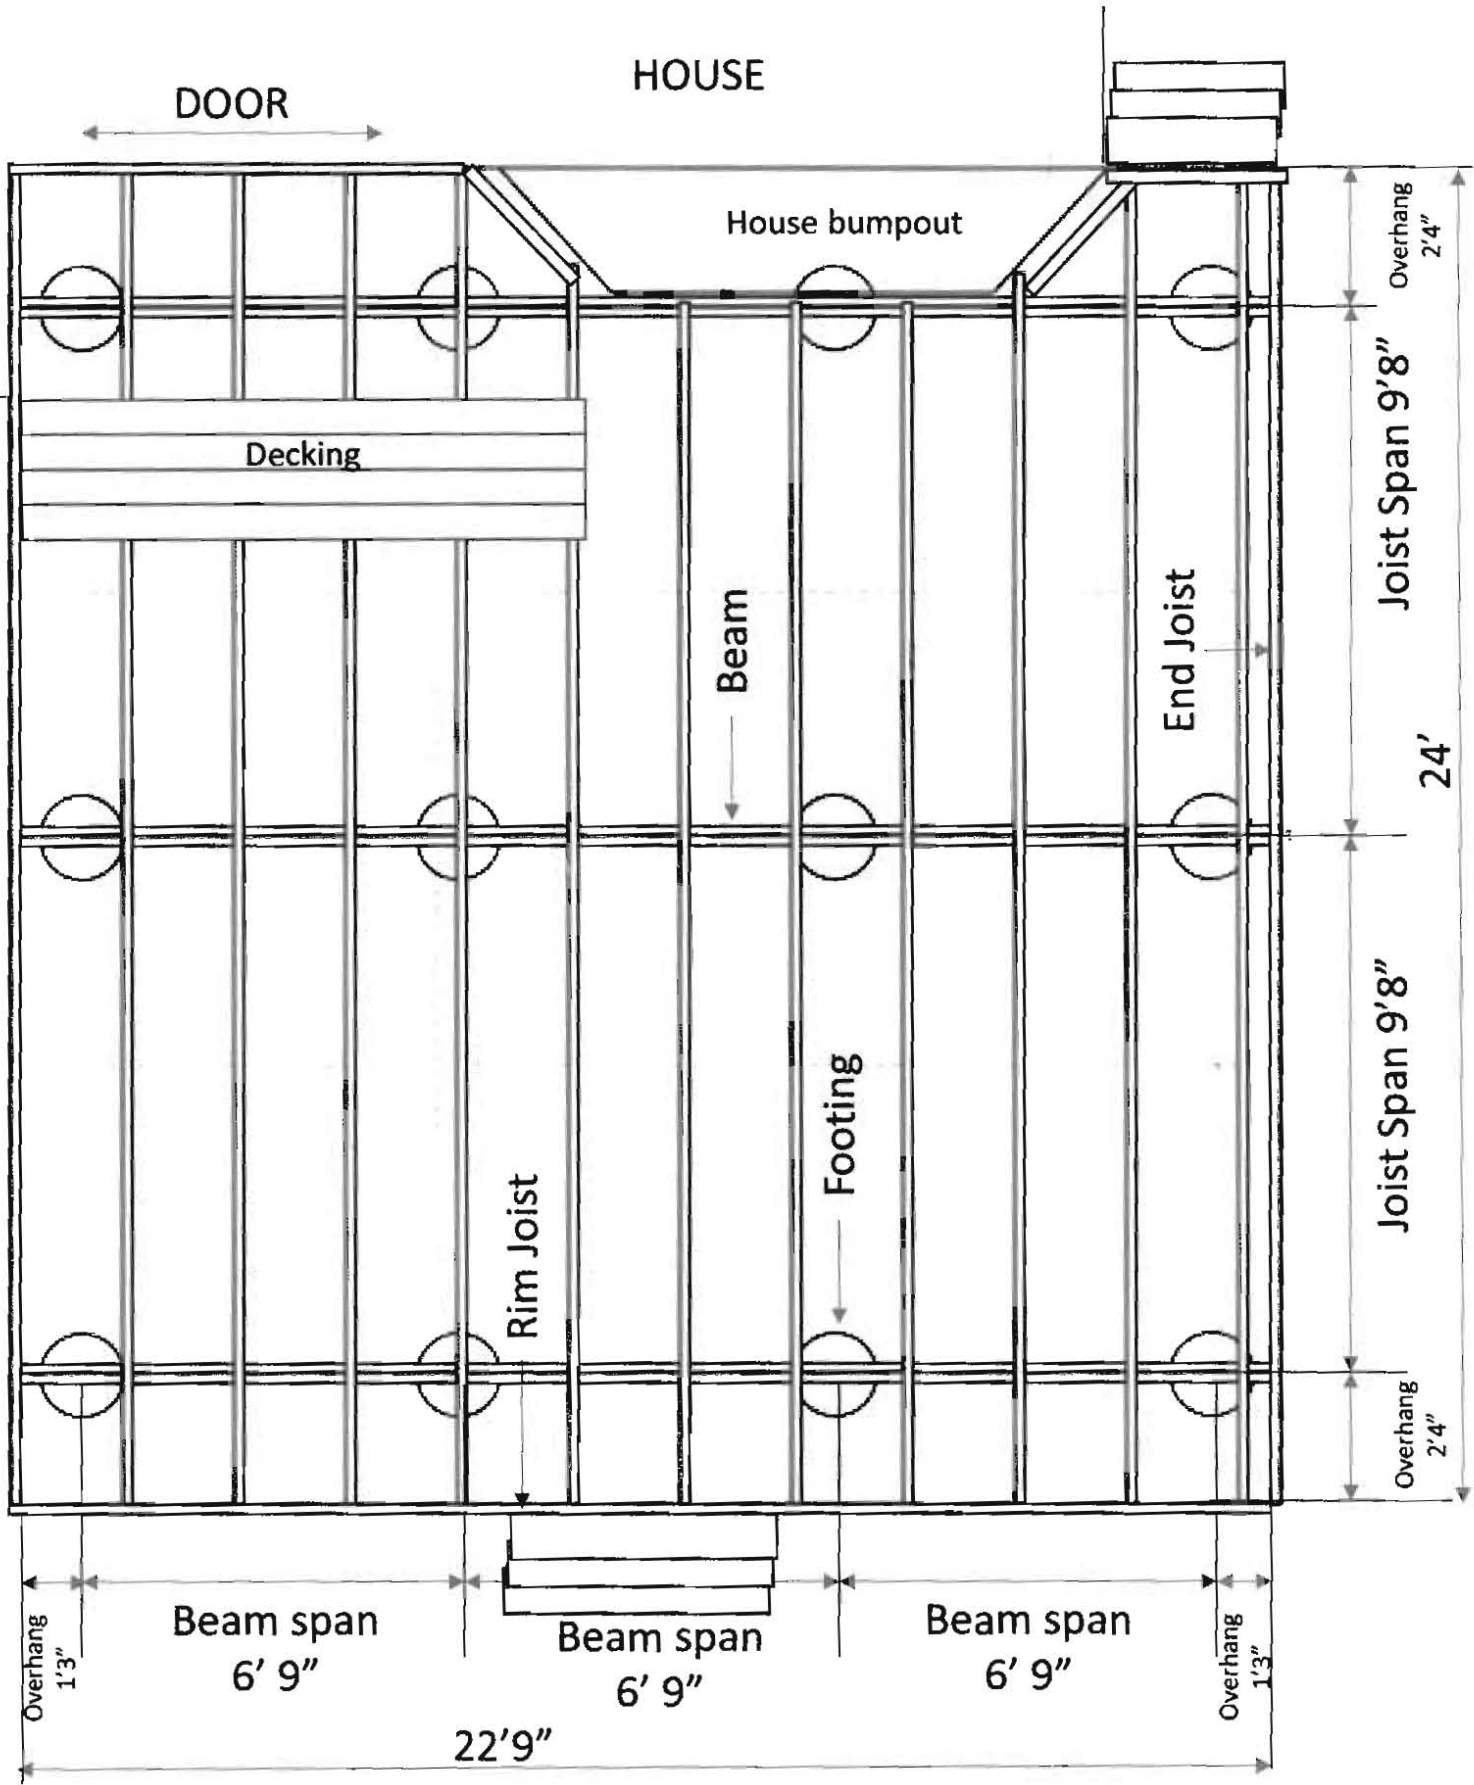 HOUSE
DOOR
House bumpout
Overhang
2'4"
Decking
Joist Span 9'8"
Beam
End Joist
24'
Joist Span 9'8"
Footing
Rim Joist
Overhang
2'4"
Overhang
1'3"
Beam span
6' 9"
Beam span
6' 9"
Beam span
6' 9"
Overhang
1'3"
22'9"